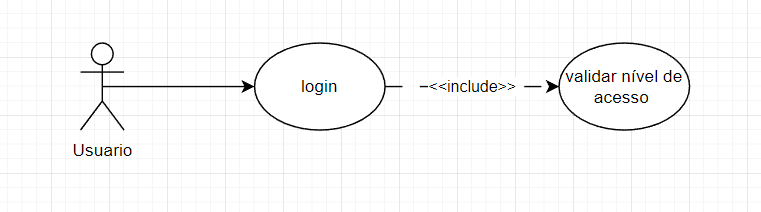 login
<<include>>
validar nível de
acesso
Usuario